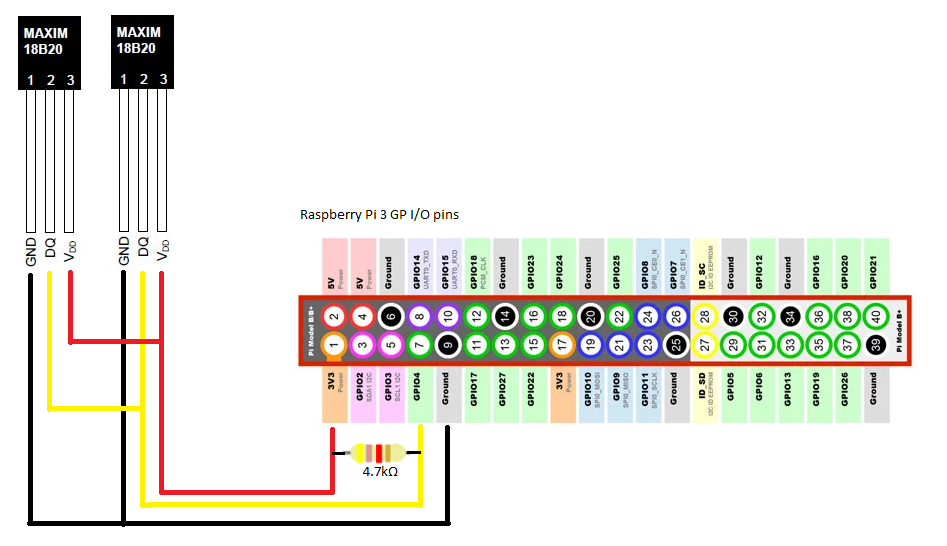 MAXIM
18B20
1 2 3
GND
DQ
VDD
MAXIM
18B20
1 2 3
GND
DQ
VDD
Raspberry Pi 3 GP I/O pins
5V
Power
5V
Power
Ground
GPIO14
UART0_TXD
GPIO15
UART0_RXD
GPIO18
PCM_CLK
Ground
GPIO23
GPIO24
Ground
GPIO25
GPIO8
SPI0_CE0_N
GPIO7
SPI0_CE1_N
ID_SC
I2C ID EEPROM
Ground
GPIO12
Ground
GPIO16
GPIO20
GPIO21
Pi Model B/B+
2 4 6 8 10 12 14 16 18 20 22 24 26 28 30 32 34 36 38 40
1 3 5 7 9 11 13 15 17 19 21 23 25 27 29 31 33 35 37 39
Pi Model B+
3V3
Power
GPIO2
SDA1 I2C
GPIO3
SCL1 I2C
GPIO4
Ground
GPIO17
GPIO27
GPIO22
3V3
Power
GPIO10
SPI0_MOSI
GPIO9
SPI0_MISO
GPIO11
SPI0_SCLK
Ground
ID_SD
I2C ID EEPROM
GPIO5
GPIO6
GPIO13
GPIO19
GPIO26
Ground
4.7kΩ